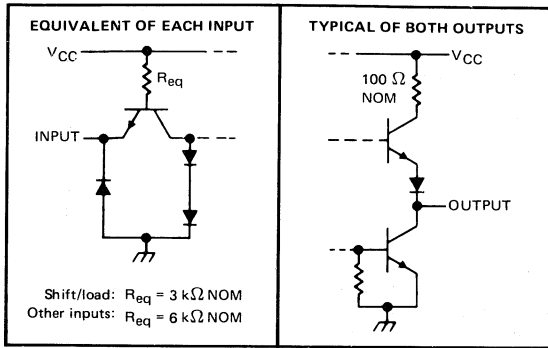 EQUIVALENT OF EACH INPUT
VCC
Req
INPUT
Shift/load: Req = 3 kΩ NOM
Other inputs: Req = 6 kΩ NOM
TYPICAL OF BOTH OUTPUTS
VCC
100 Ω
NOM
OUTPUT